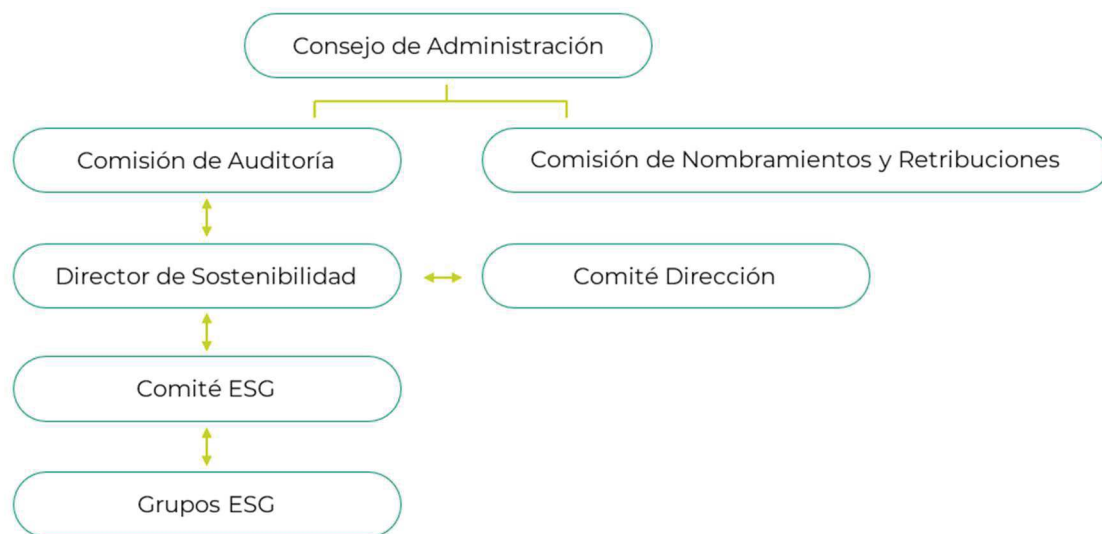 Consejo de Administración
Comisión de Auditoría
Comisión de Nombramientos y Retribuciones
Director de Sostenibilidad
Comité Dirección
Comité ESG
Grupos ESG